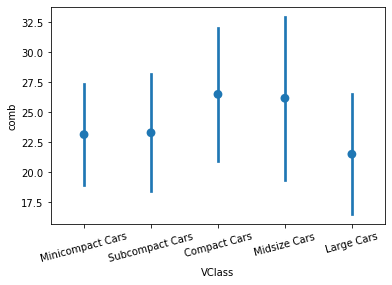 32.5
30.0
27.5
25.0
22.5
20.0
17.5
comb
Minicompact Cars
Subcompact Cars
Compact Cars
Midsize Cars
Large Cars
VClass